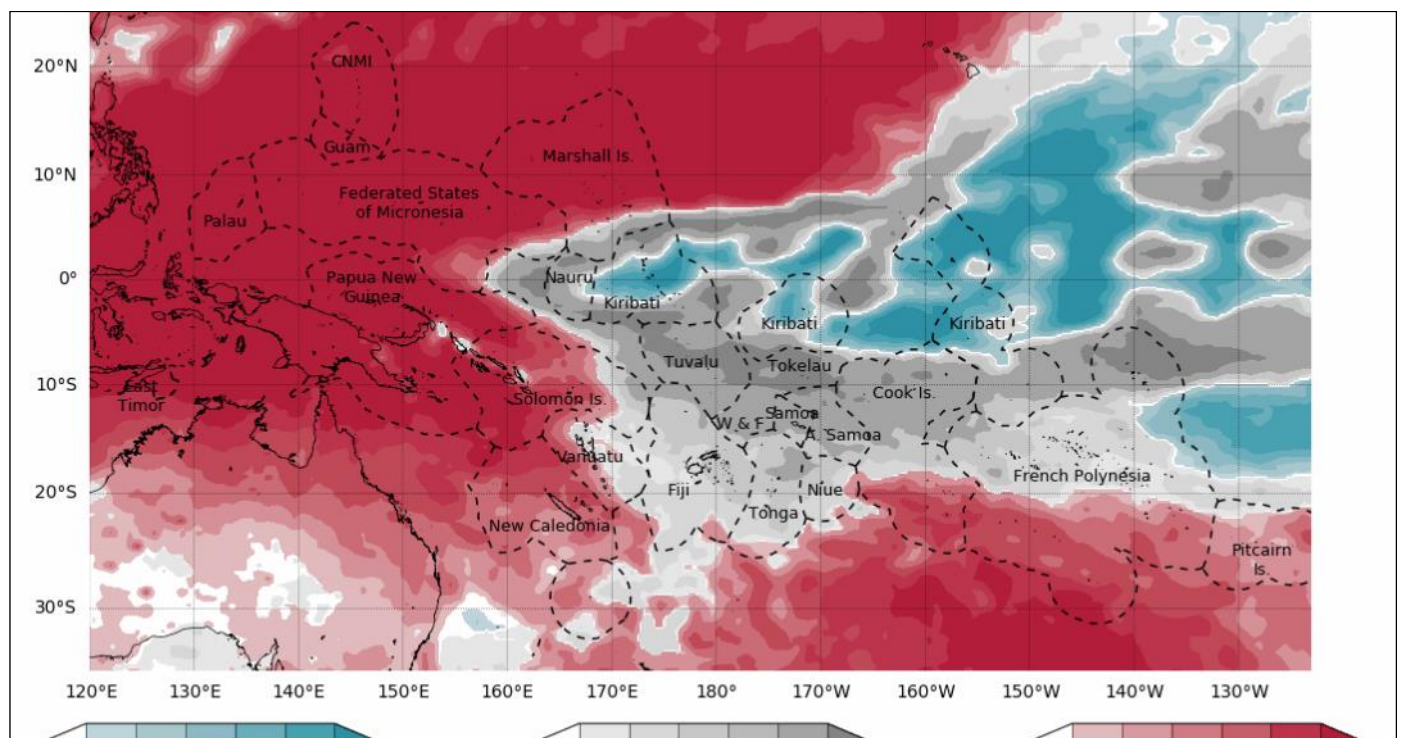 20°N
CNMI
Guam
Marshall Is.
10°N
Federated States
of Micronesia
Palau
0°
Papua New
Guinea
Nauru
Kiribati
Kiribati
Kiribati
Tuvalu
Tokelau
10°S
East
Timor
Solomon Is.
Cook Is.
Samoa
W & F
A. Samoa
Vanuatu
French Polynesia
20°S
Fiji
Niue
Tonga
New Caledonia
Pitcairn
Is.
30°S
120°E 130°E 140°E 150°E 160°E 170°E 180° 170°W 160°W 150°W 140°W 130°W